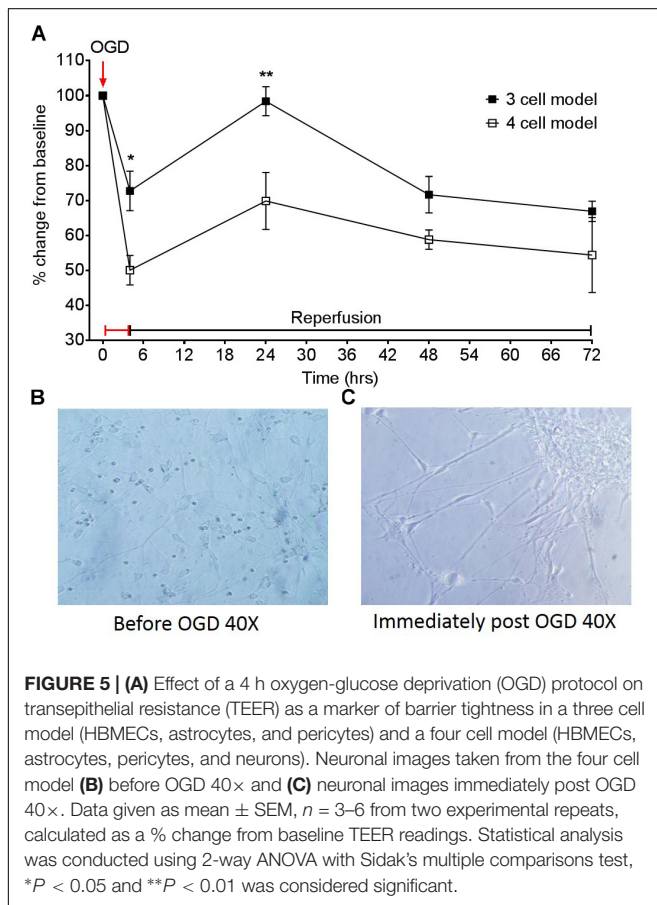 A
OGD
110
100
90
80
70
60
50
40
30
% change from baseline
*
**
3 cell model
4 cell model
Reperfusion
0 6 12 18 24 30 36 42 48 54 60 66 72
Time (hrs)
B
C
Before OGD 40X
Immediately post OGD 40X
FIGURE 5 | (A) Effect of a 4 h oxygen-glucose deprivation (OGD) protocol on
transepithelial resistance (TEER) as a marker of barrier tightness in a three cell
model (HBMECs, astrocytes, and pericytes) and a four cell model (HBMECs,
astrocytes, pericytes, and neurons). Neuronal images taken from the four cell
model (B) before OGD 40× and (C) neuronal images immediately post OGD
40×. Data given as mean ± SEM, n = 3–6 from two experimental repeats,
calculated as a % change from baseline TEER readings. Statistical analysis
was conducted using 2-way ANOVA with Sidak's multiple comparisons test,
*P < 0.05 and **P < 0.01 was considered significant.